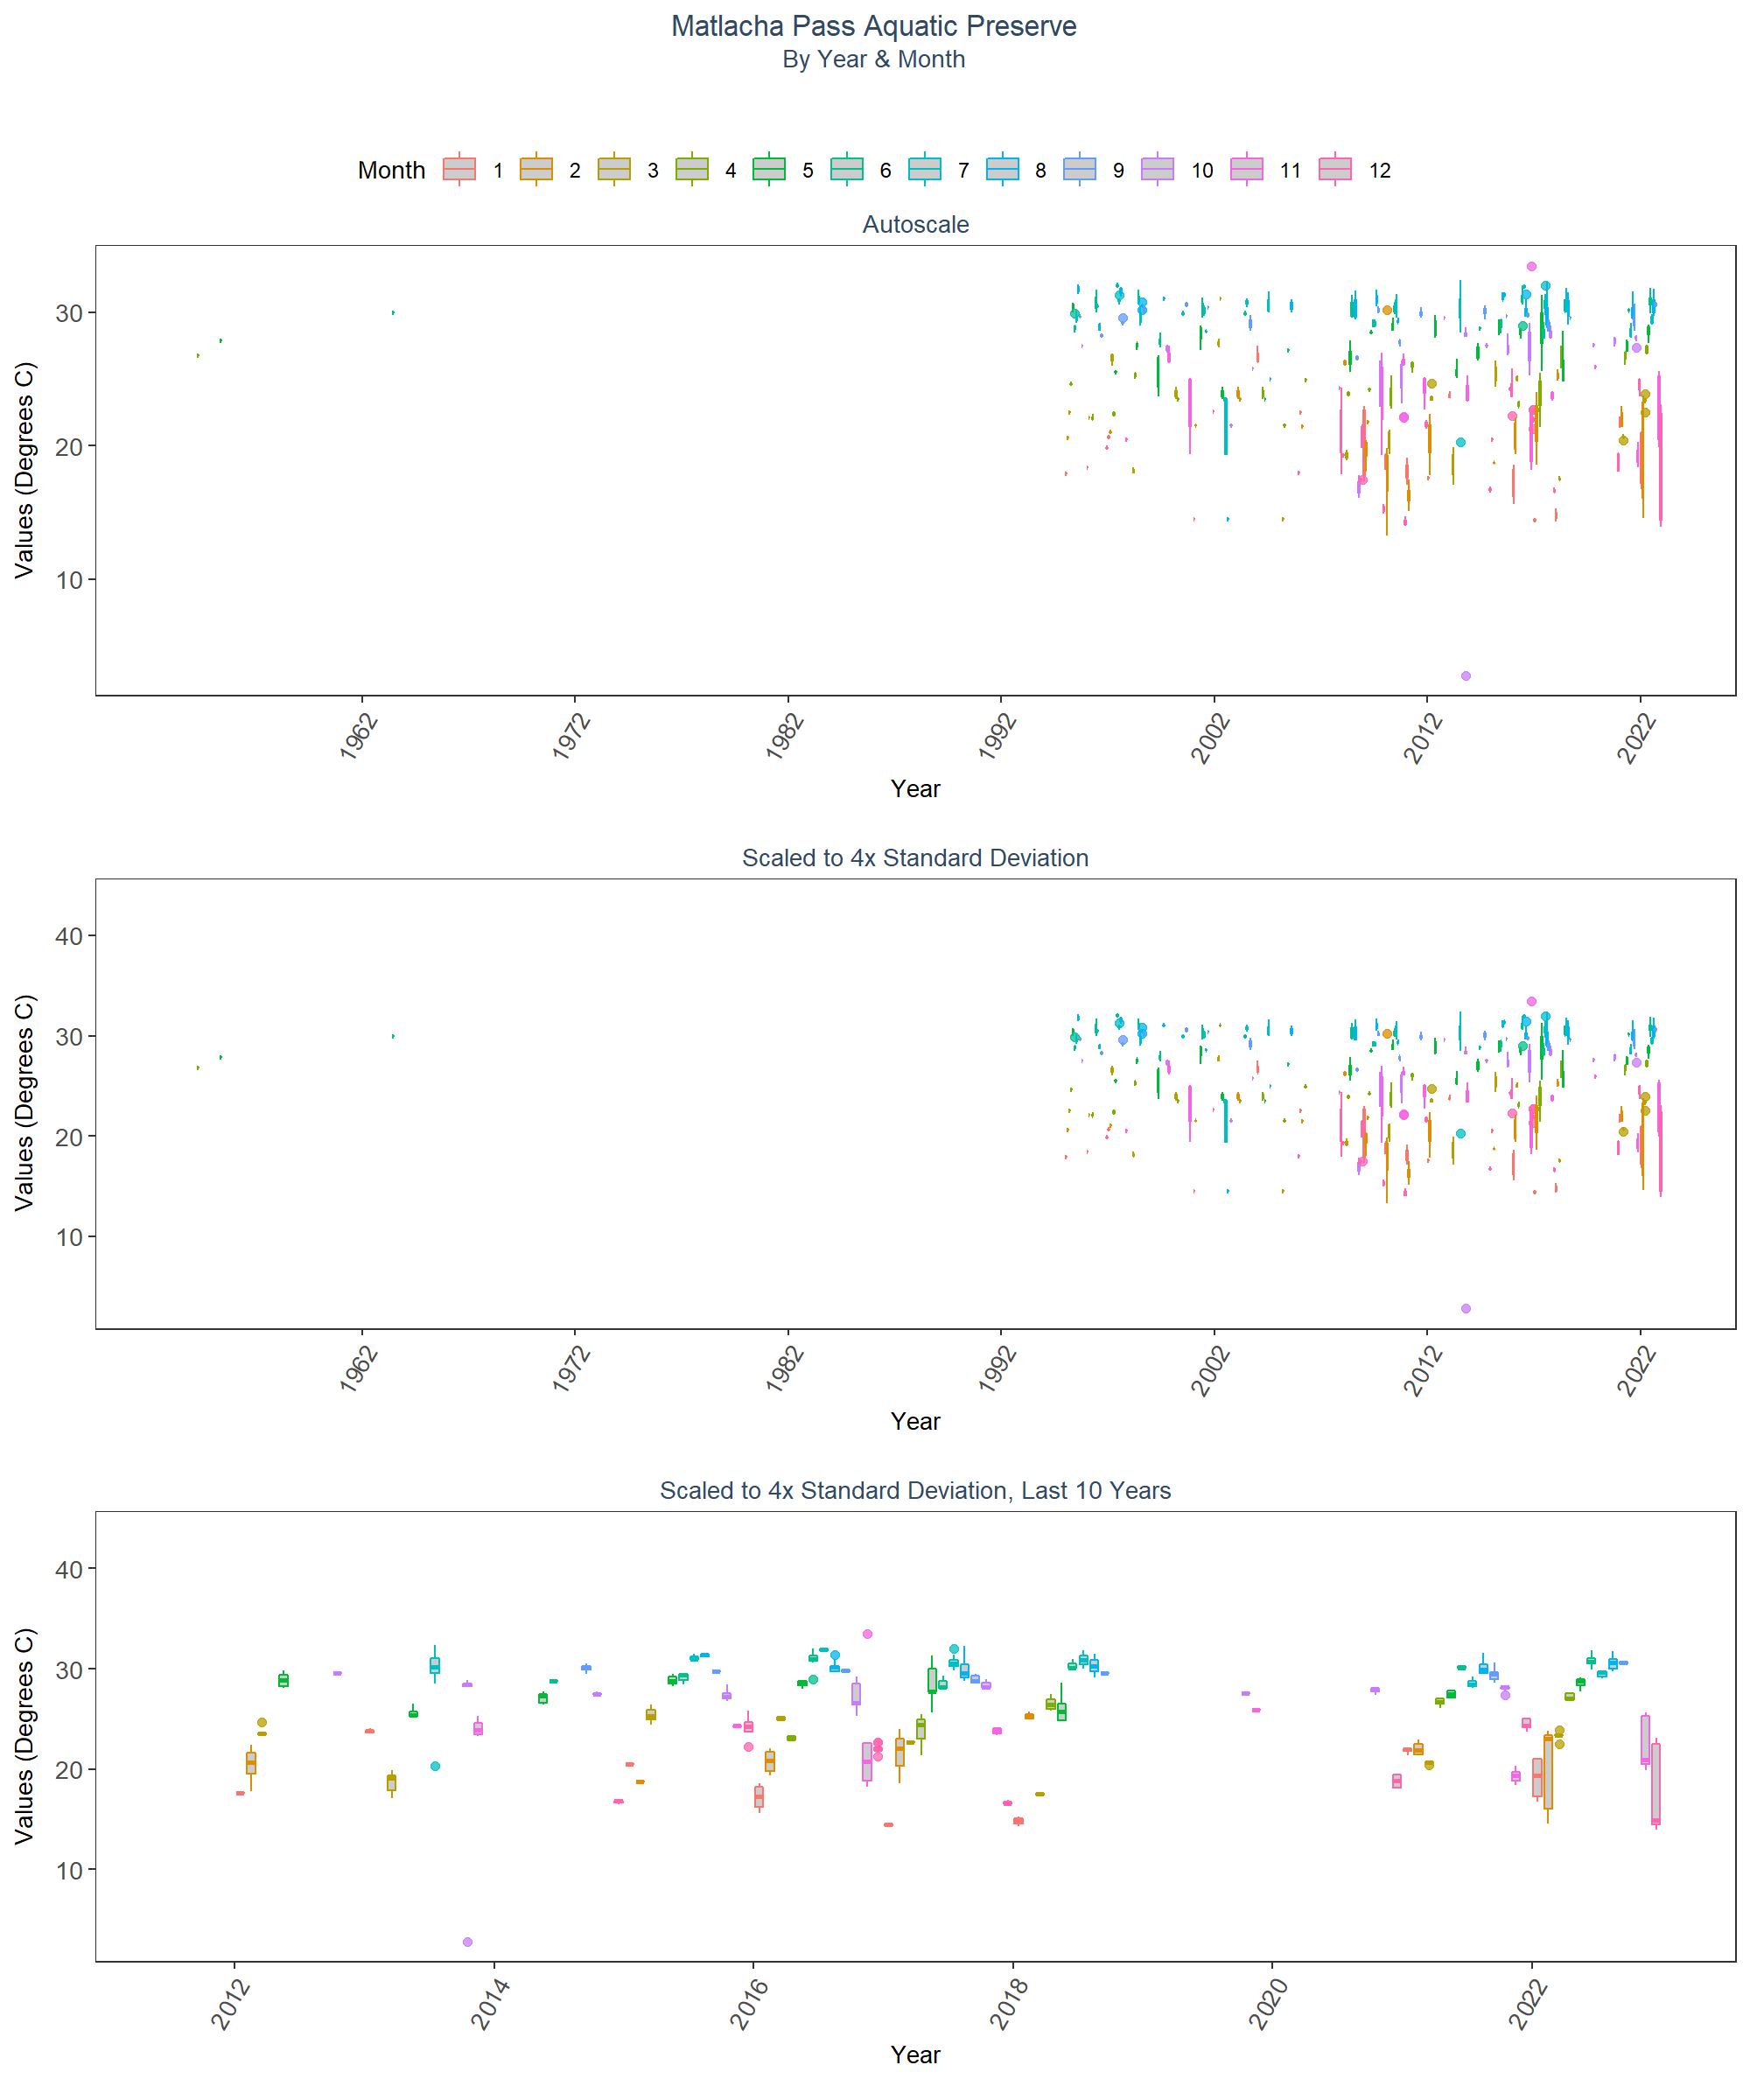 Matlacha Pass Aquatic Preserve
By Year & Month
Month 1 2 3 4 5 6 7 8 9 10 11 12
Autoscale
30
20
10
Values (Degrees C)
1962 1972 1982 1992 2002 2012 2022
Year
Scaled to 4x Standard Deviation
40
30
20
10
Values (Degrees C)
1962 1972 1982 1992 2002 2012 2022
Year
Scaled to 4x Standard Deviation, Last 10 Years
40
30
20
10
Values (Degrees C)
2012 2014 2016 2018 2020 2022
Year